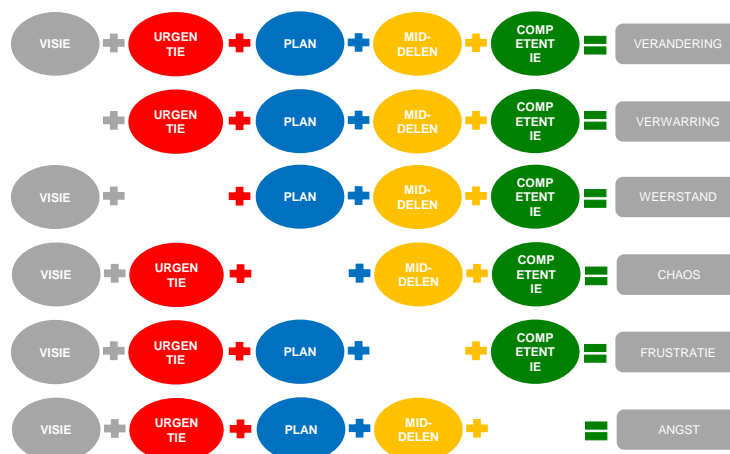 VISIE + URGEN TIE + PLAN + MID- DELEN + COMP ETENT IE = VERANDERING
+ URGEN TIE + PLAN + MID- DELEN + COMP ETENT IE = VERWARRING
VISIE + + PLAN + MID- DELEN + COMP ETENT IE = WEERSTAND
VISIE + URGEN TIE + + MID- DELEN + COMP ETENT IE = CHAOS
VISIE + URGEN TIE + PLAN + + COMP ETENT IE = FRUSTRATIE
VISIE + URGEN TIE + PLAN + MID- DELEN + = ANGST